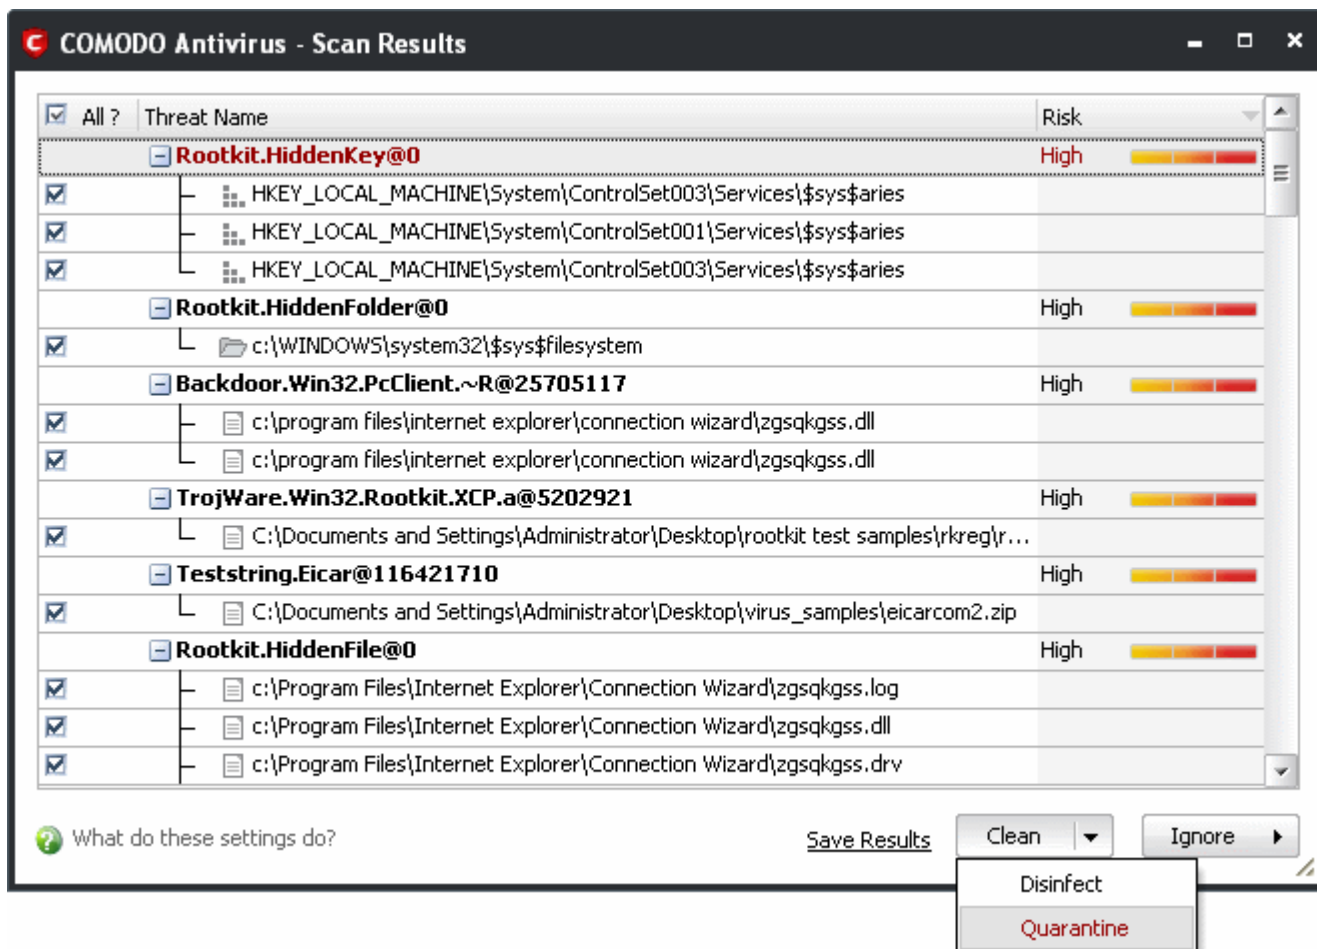 COMODO Antivirus - Scan Results
All ? Threat Name Risk
Rootkit.HiddenKey@0 High
HKEY_LOCAL_MACHINE\System\ControlSet003\Services\$sys$aries
HKEY_LOCAL_MACHINE\System\ControlSet001\Services\$sys$aries
HKEY_LOCAL_MACHINE\System\ControlSet003\Services\$sys$aries
Rootkit.HiddenFolder@0 High
c:\WINDOWS\system32\$sys$filesystem
Backdoor.Win32.PcClient.~R@25705117 High
c:\program files\internet explorer\connection wizard\zgsqkgss.dll
c:\program files\internet explorer\connection wizard\zgsqkgss.dll
TrojWare.Win32.Rootkit.XCP.a@5202921 High
C:\Documents and Settings\Administrator\Desktop\rootkit test samples\rkreg\r...
Teststring.Eicar@116421710 High
C:\Documents and Settings\Administrator\Desktop\virus_samples\eicarcom2.zip
Rootkit.HiddenFile@0 High
c:\Program Files\Internet Explorer\Connection Wizard\zgsqkgss.log
c:\Program Files\Internet Explorer\Connection Wizard\zgsqkgss.dll
c:\Program Files\Internet Explorer\Connection Wizard\zgsqkgss.drv
What do these settings do? Save Results Clean Ignore
Disinfect
Quarantine